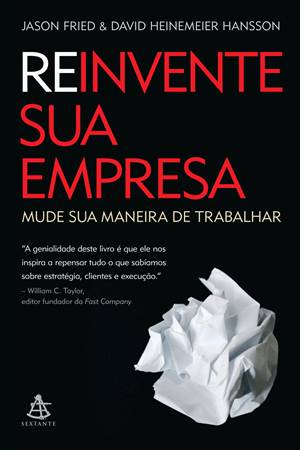 JASON FRIED & DAVID HEINEMEIER HANSSON
REINVENTE
SUA
EMPRESA
MUDE SUA MANEIRA DE TRABALHAR
“A genialidade deste livro é que ele nos
inspira a repensar tudo o que sabíamos
sobre estratégia, clientes e execução.”
– William C. Taylor,
editor fundador da Fast Company
SEXTANTE